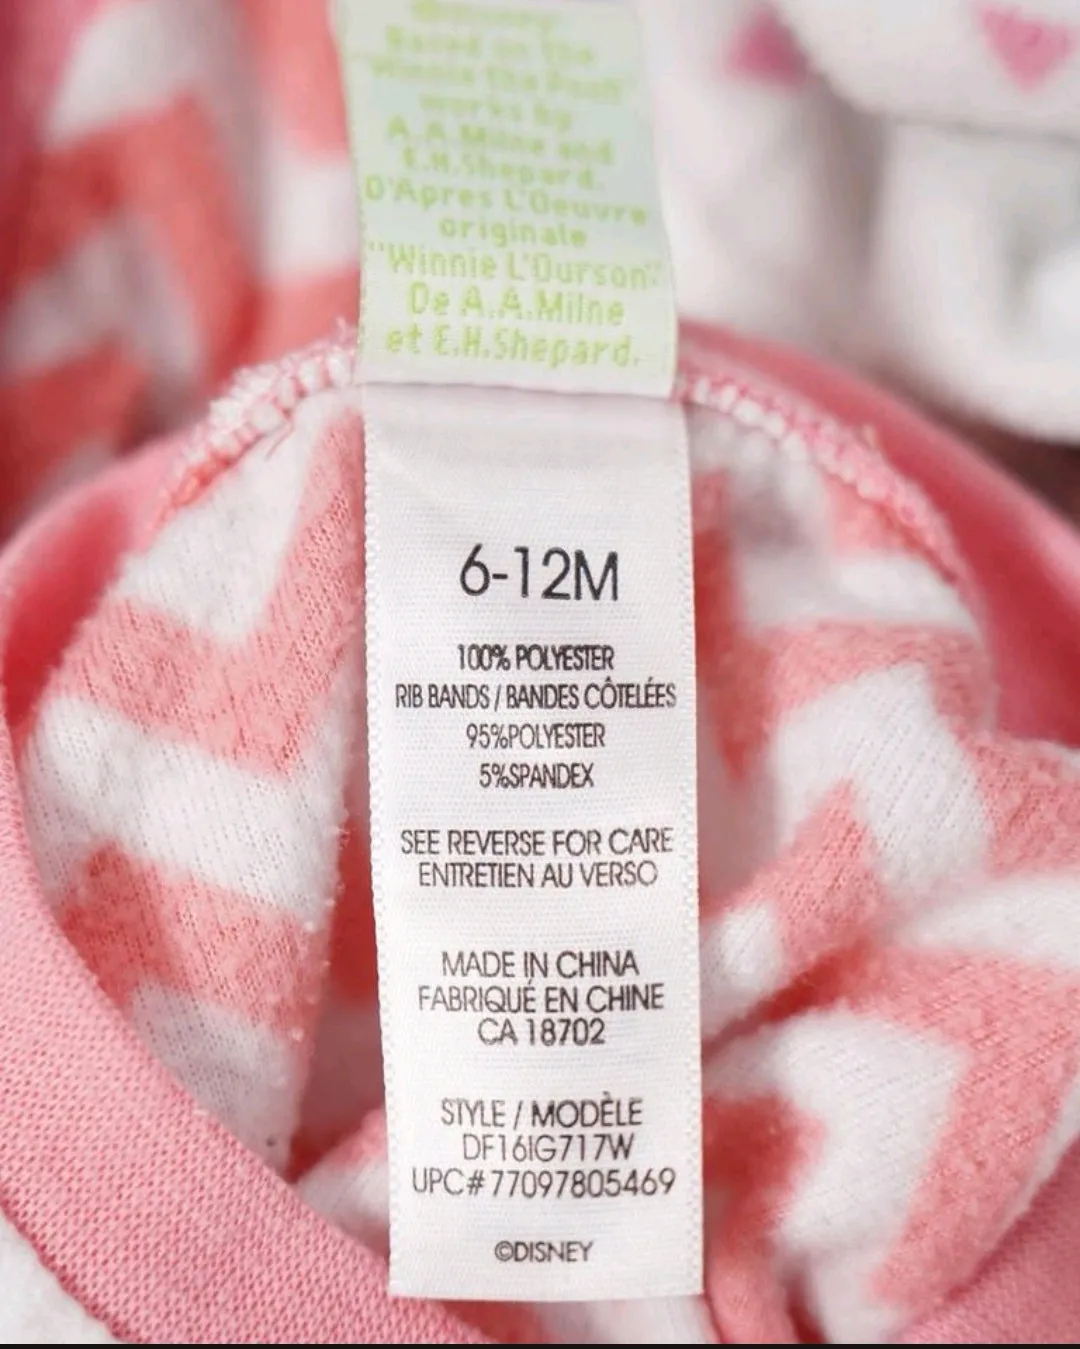 ©Disney
Based on the
"Winnie the Pooh"
works by
A.A.Milne and
E.H.Shepard.
D'Apres L'Oeuvre
originale
"Winnie L'Ourson".
De A.A.Milne
et E.H.Shepard.
6-12M
100% POLYESTER
RIB BANDS / BANDES CÔTELÉES
95%POLYESTER
5%SPANDEX
SEE REVERSE FOR CARE
ENTRETIEN AU VERSO
MADE IN CHINA
FABRIQUÉ EN CHINE
CA 18702
STYLE / MODÈLE
DF16IG717W
UPC#77097805469
©DISNEY